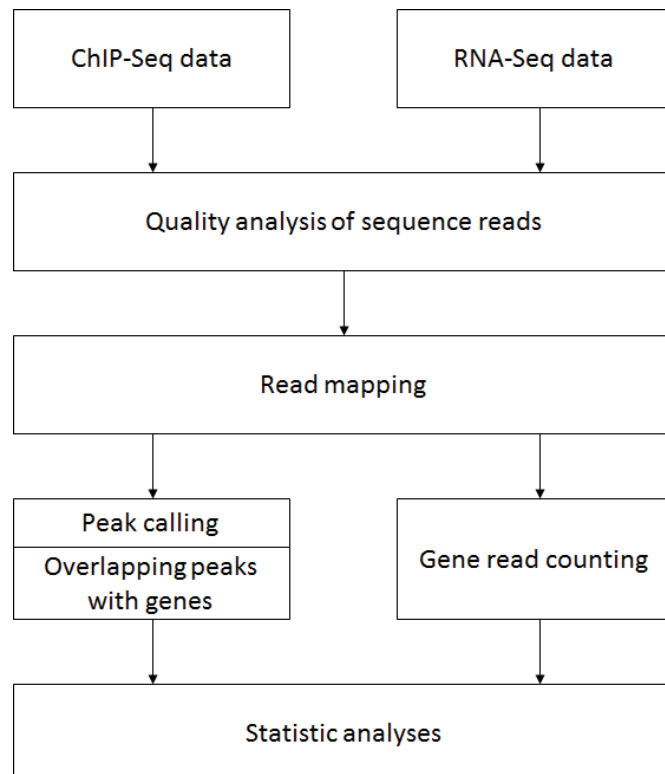 ChIP-Seq data
RNA-Seq data
Quality analysis of sequence reads
Read mapping
Peak calling
Overlapping peaks
with genes
Gene read counting
Statistic analyses